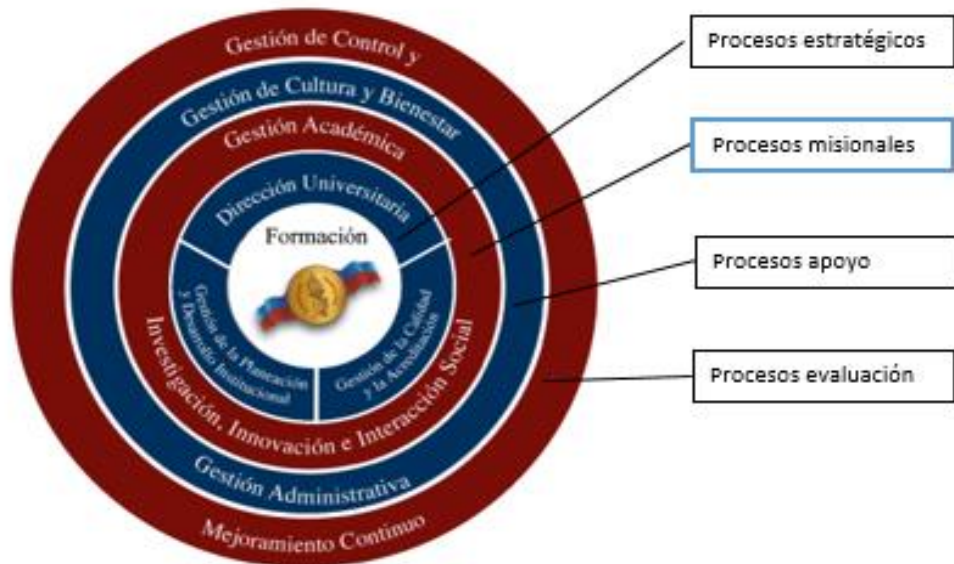 Gestión de Control y
Gestión de Cultura y Bienestar
Gestión Académica
Dirección Universitaria
Formación
Gestión de la Planeación
y Desarrollo Institucional
Gestión de la Calidad
y la Acreditación
Investigación, Innovación e Interacción Social
Gestión Administrativa
Mejoramiento Continuo
Procesos estratégicos
Procesos misionales
Procesos apoyo
Procesos evaluación